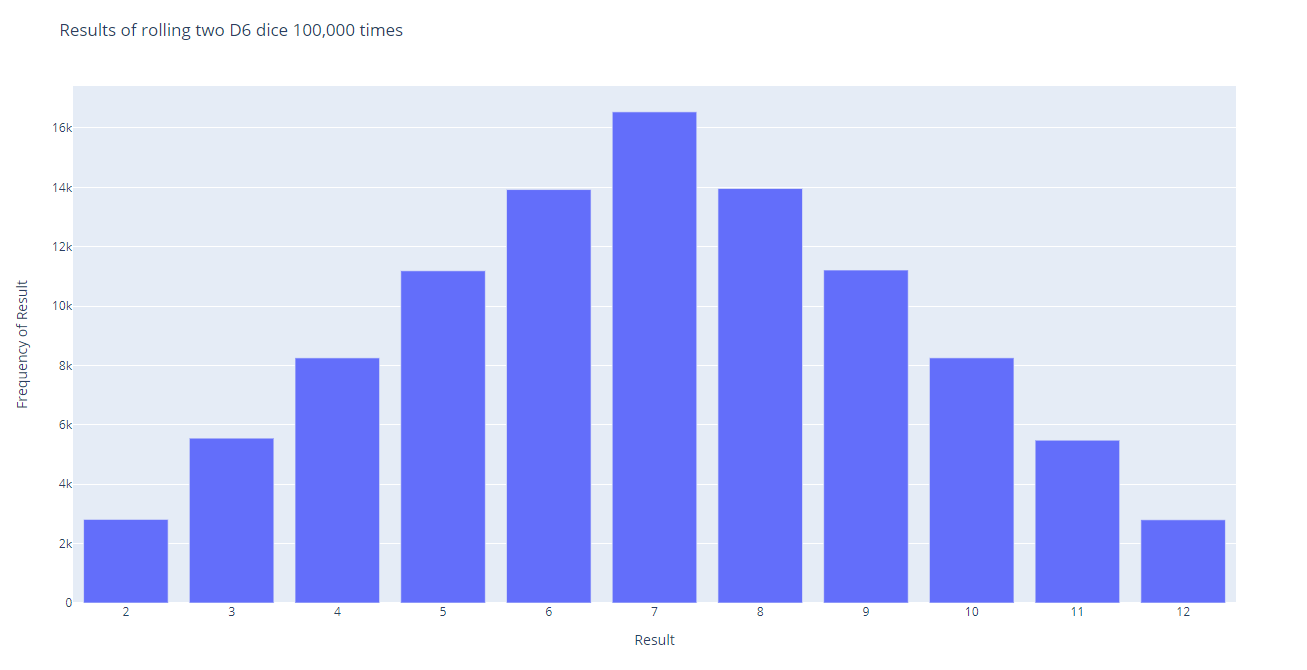 Results of rolling two D6 dice 100,000 times
Frequency of Result
16k
14k
12k
10k
8k
6k
4k
2k
0
2 3 4 5 6 7 8 9 10 11 12
Result